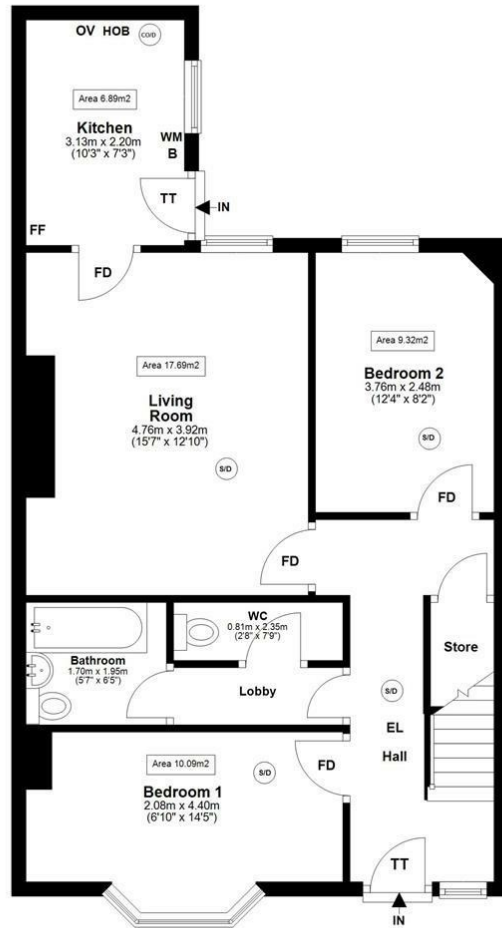 OV HOB
CO/D
Area 6.89m2
Kitchen
3.13m x 2.20m
(10'3" x 7'3")
WM
B
TT
IN
FF
FD
Area 17.69m2
Living
Room
4.76m x 3.92m
(15'7" x 12'10")
S/D
FD
Area 9.32m2
Bedroom 2
3.76m x 2.48m
(12'4" x 8'2")
S/D
FD
WC
0.81m x 2.35m
(2'8" x 7'9")
Bathroom
1.70m x 1.95m
(5'7" x 6'5")
Lobby
Store
S/D
EL
Hall
Area 10.09m2
Bedroom 1
2.08m x 4.40m
(6'10" x 14'5")
S/D
FD
TT
IN